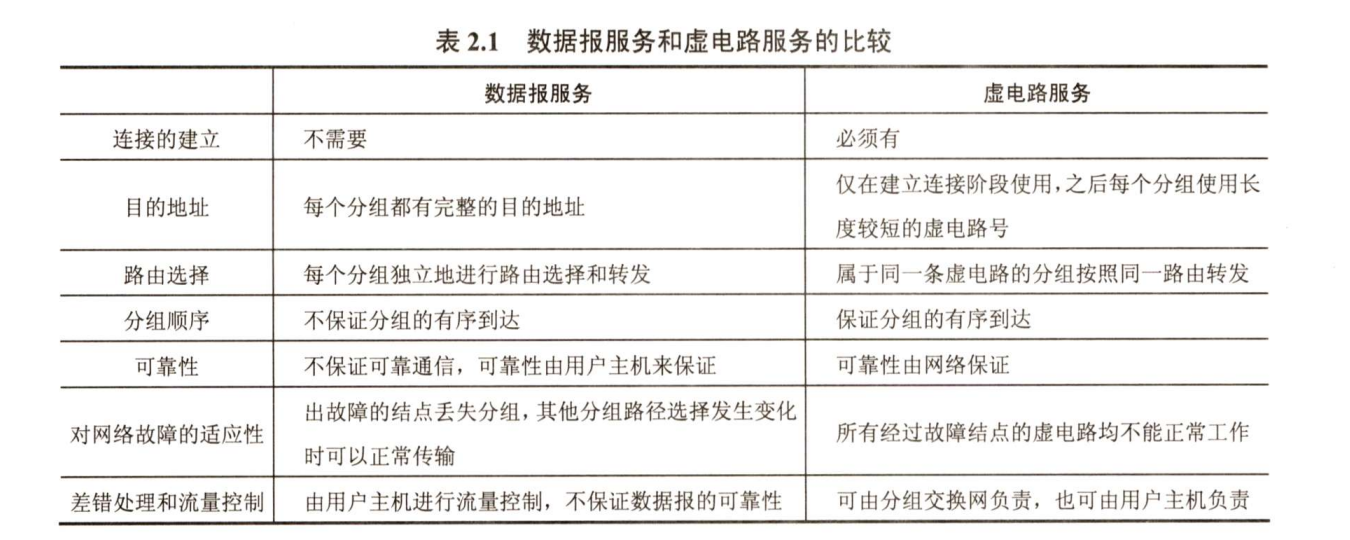 表 2.1 数据报服务和虚电路服务的比较
数据报服务 虚电路服务
连接的建立 不需要 必须有
目的地址 每个分组都有完整的目的地址 仅在建立连接阶段使用，之后每个分组使用长
度较短的虚电路号
路由选择 每个分组独立地进行路由选择和转发 属于同一条虚电路的分组按照同一路由转发
分组顺序 不保证分组的有序到达 保证分组的有序到达
可靠性 不保证可靠通信，可靠性由用户主机来保证 可靠性由网络保证
对网络故障的适应性 出故障的结点丢失分组，其他分组路径选择发生变化
时可以正常传输 所有经过故障结点的虚电路均不能正常工作
差错处理和流量控制 由用户主机进行流量控制，不保证数据报的可靠性 可由分组交换网负责，也可由用户主机负责